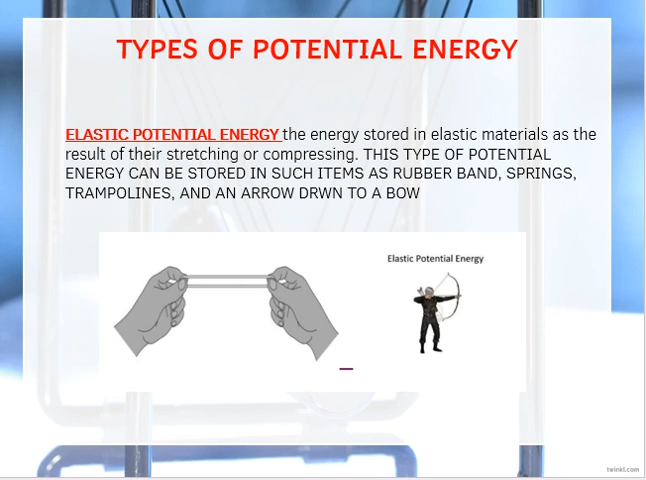 TYPES OF POTENTIAL ENERGY
ELASTIC POTENTIAL ENERGY the energy stored in elastic materials as the
result of their stretching or compressing. THIS TYPE OF POTENTIAL
ENERGY CAN BE STORED IN SUCH ITEMS AS RUBBER BAND, SPRINGS,
TRAMPOLINES, AND AN ARROW DRWN TO A BOW
Elastic Potential Energy
twinkl.com